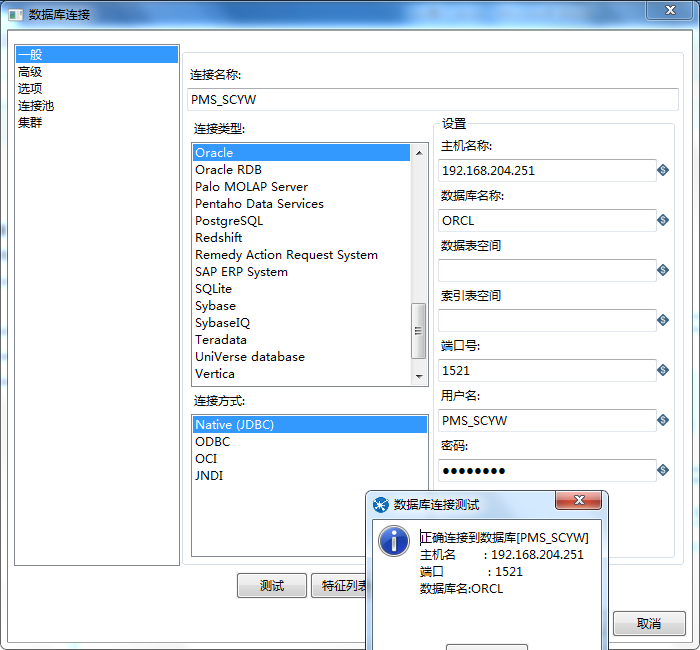 数据库连接
一般
高级
选项
连接池
集群
连接名称:
PMS_SCYW
连接类型:
Oracle
Oracle RDB
Palo MOLAP Server
Pentaho Data Services
PostgreSQL
Redshift
Remedy Action Request System
SAP ERP System
SQLite
Sybase
SybaseIQ
Teradata
UniVerse database
Vertica
连接方式:
Native (JDBC)
ODBC
OCI
JNDI
设置
主机名称:
192.168.204.251
数据库名称:
ORCL
数据表空间
索引表空间
端口号:
1521
用户名:
PMS_SCYW
密码:
●●●●●●●●
测试
特征列表
取消
数据库连接测试
正确连接到数据库[PMS_SCYW]
主机名 : 192.168.204.251
端口 : 1521
数据库名:ORCL